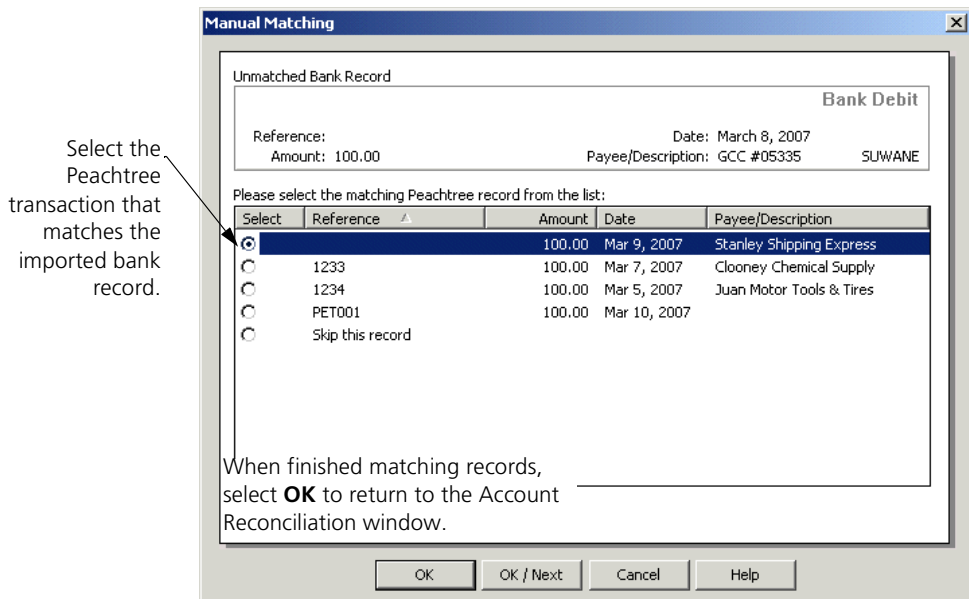 Manual Matching
Unmatched Bank Record
Bank Debit
Reference: Date: March 8, 2007
Amount: 100.00 Payee/Description: GCC #05335 SUWANE
Select the
Peachtree
transaction that
matches the
imported bank
record.
Please select the matching Peachtree record from the list:
Select Reference Amount Date Payee/Description
100.00 Mar 9, 2007 Stanley Shipping Express
1233 100.00 Mar 7, 2007 Clooney Chemical Supply
1234 100.00 Mar 5, 2007 Juan Motor Tools & Tires
PET001 100.00 Mar 10, 2007
Skip this record
When finished matching records,
select OK to return to the Account
Reconciliation window.
OK OK / Next Cancel Help